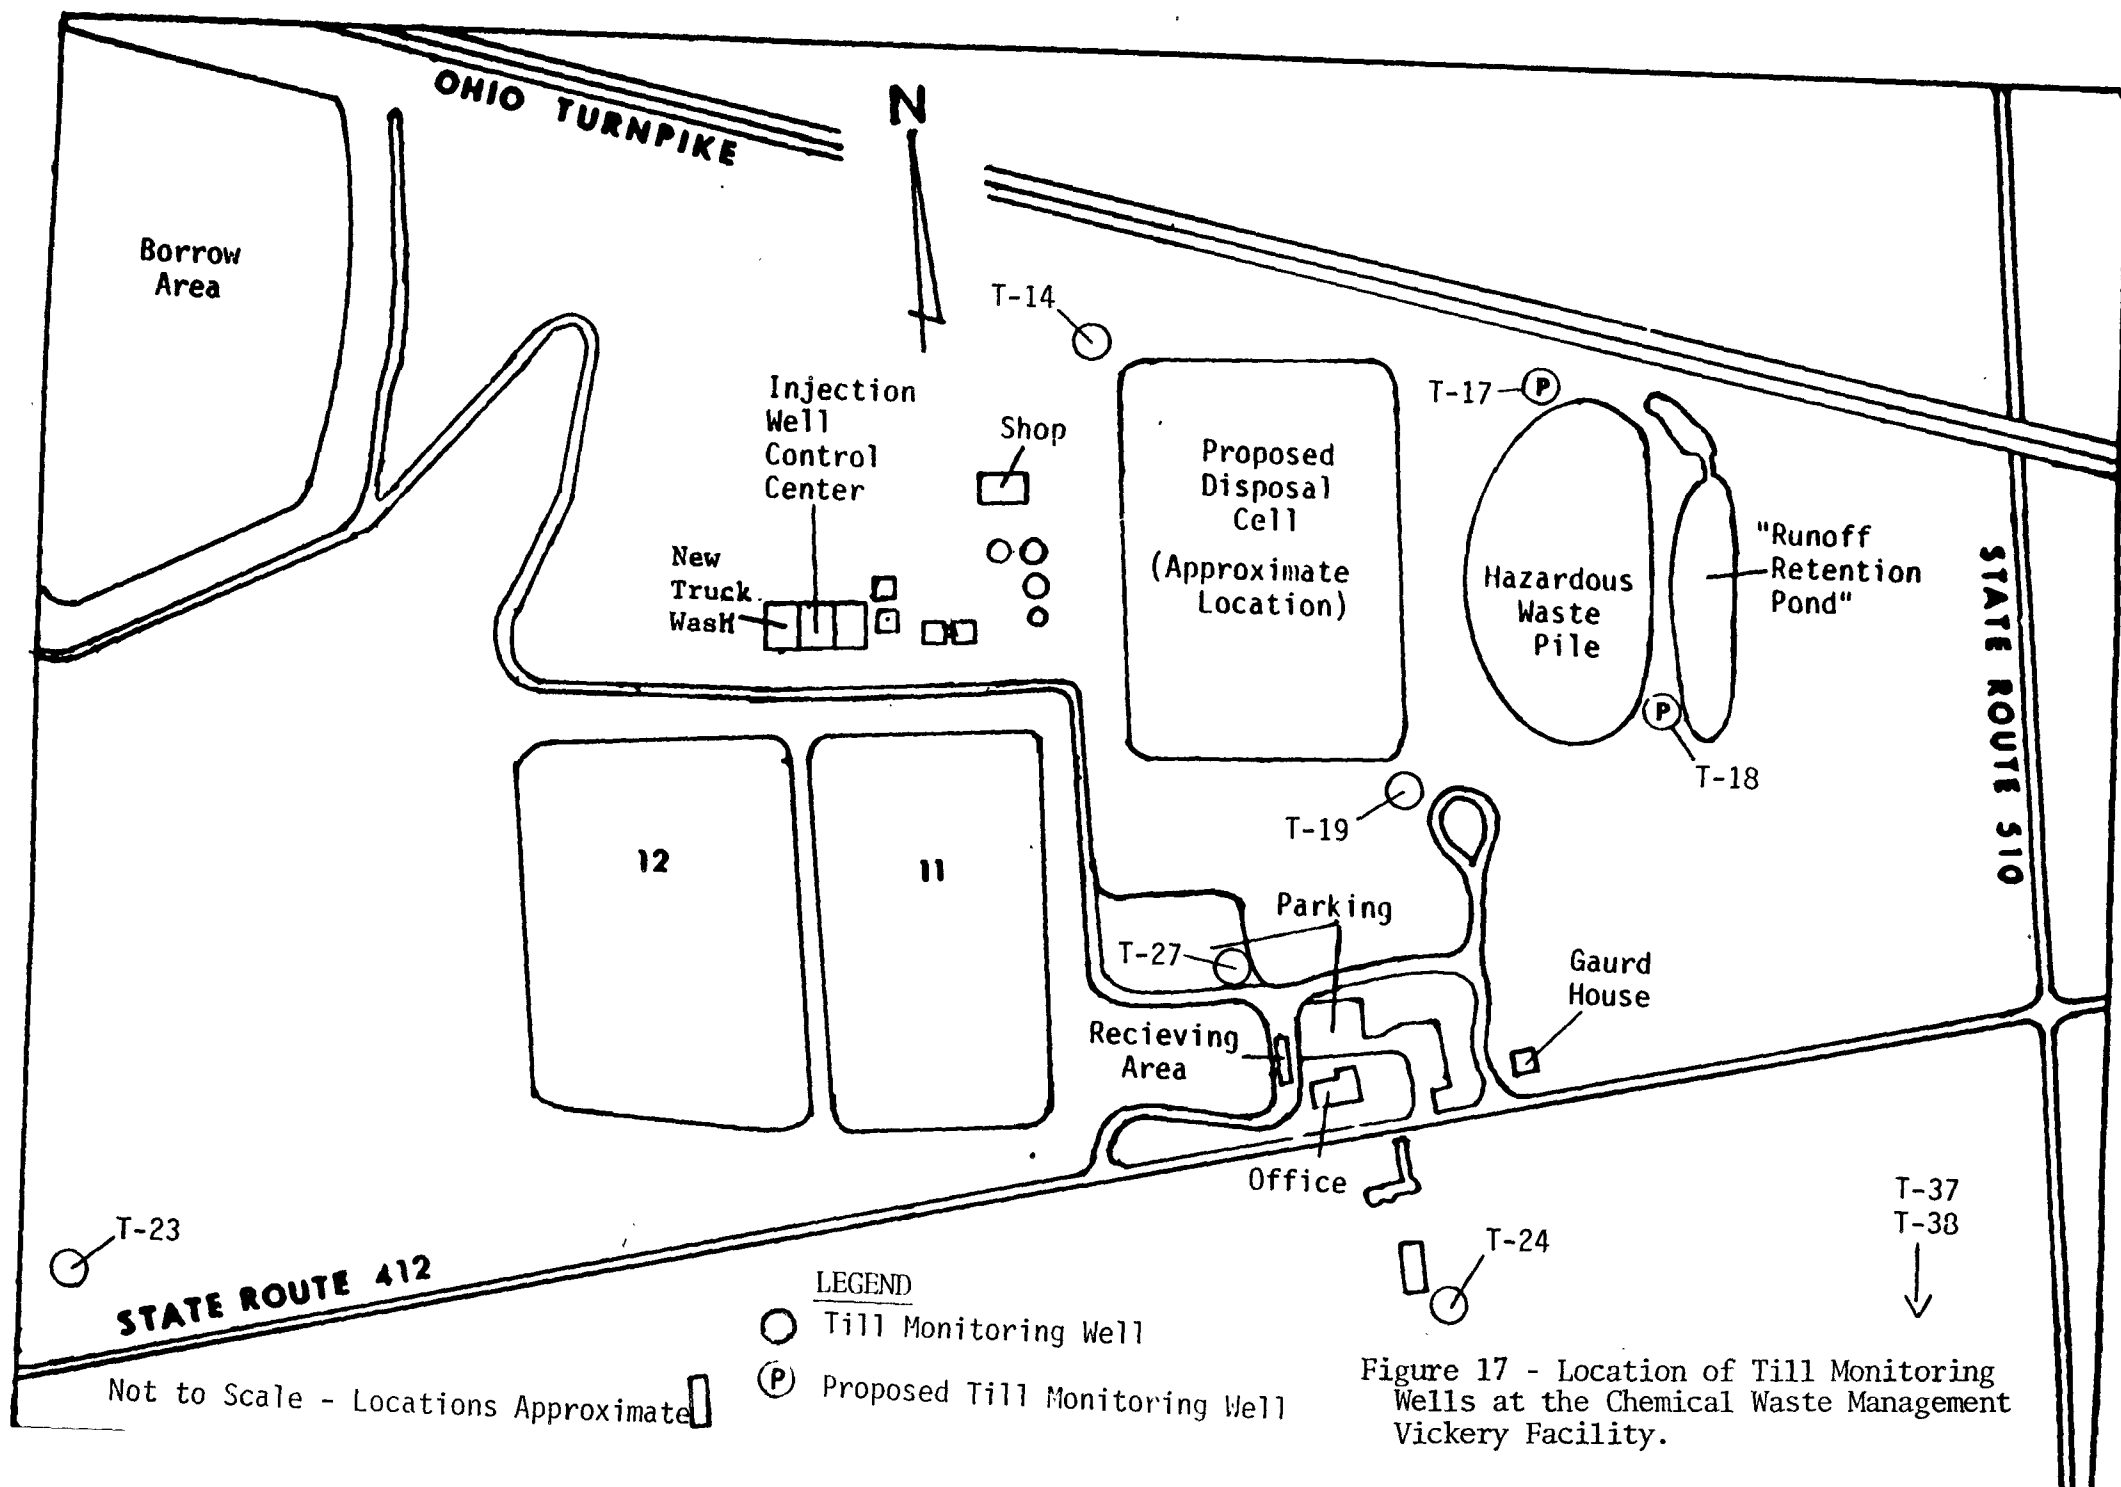 OHIO TURNPIKE
N
Borrow
Area
T-14
Injection
Well
Control
Center
Shop
T-17
P
Proposed
Disposal
Cell
(Approximate
Location)
Hazardous
Waste
Pile
"Runoff
Retention
Pond"
New
Truck
Wash
STATE ROUTE 510
P
T-18
T-19
12
11
Parking
T-27
Gaurd
House
Recieving
Area
Office
T-37
T-38
T-23
T-24
STATE ROUTE 412
LEGEND
Till Monitoring Well
P Proposed Till Monitoring Well
Not to Scale - Locations Approximate
Figure 17 - Location of Till Monitoring
Wells at the Chemical Waste Management
Vickery Facility.